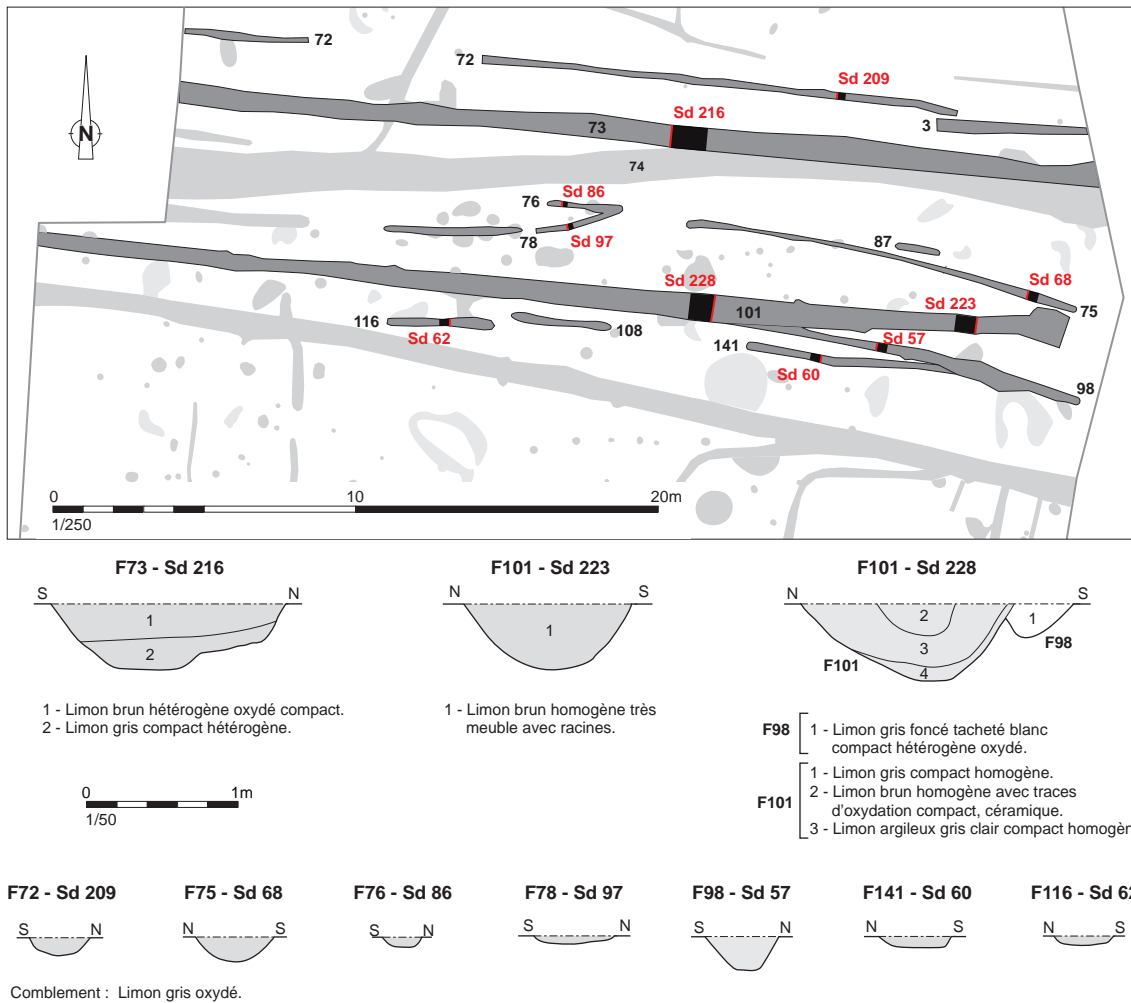 72
72
Sd 209
Sd 216
3
73
N
74
Sd 86
76
78
Sd 97
87
Sd 228
Sd 68
Sd 223
75
101
116
108
Sd 62
Sd 57
141
Sd 60
98
0 10 20m
1/250
F73 - Sd 216
S N
1
2
1 - Limon brun hétérogène oxydé compact.
2 - Limon gris compact hétérogène.
F101 - Sd 223
N S
1
1 - Limon brun homogène très
meuble avec racines.
F101 - Sd 228
N S
2 1
3
F98
F101
4
F98
1 - Limon gris foncé tacheté blanc
compact hétérogène oxydé.
F101
1 - Limon gris compact homogène.
2 - Limon brun homogène avec traces
d'oxydation compact, céramique.
3 - Limon argileux gris clair compact homogèn
0 1m
1/50
F72 - Sd 209 F75 - Sd 68 F76 - Sd 86 F78 - Sd 97 F98 - Sd 57 F141 - Sd 60 F116 - Sd 62
S N N S S N S N S N N S N S
Comblement : Limon gris oxydé.